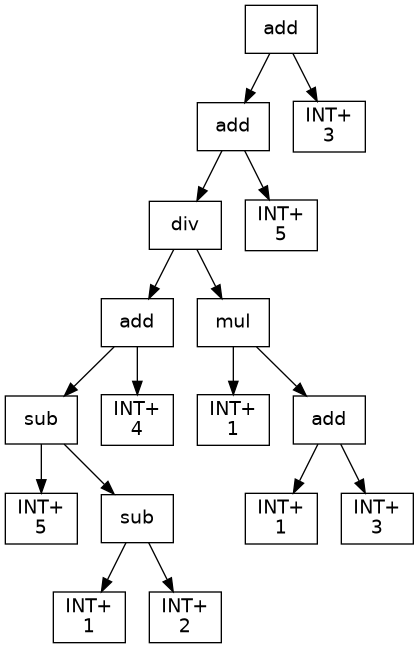 add
add
INT+
3
div
INT+
5
add
mul
sub
INT+
4
INT+
1
add
INT+
5
sub
INT+
1
INT+
3
INT+
1
INT+
2